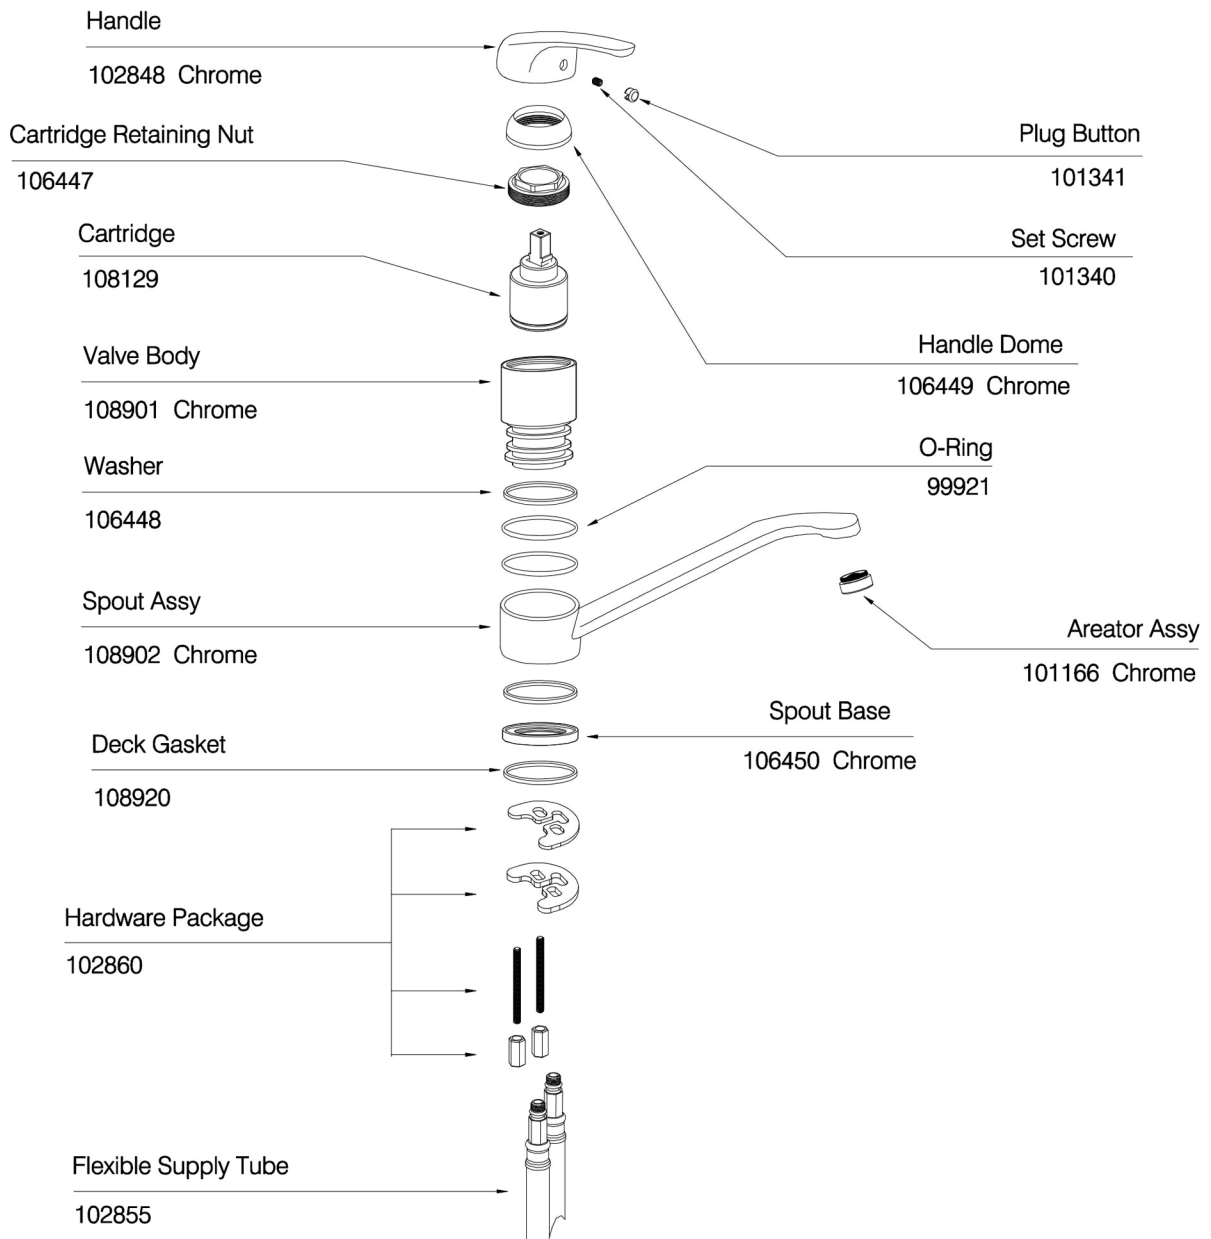 Handle
102848 Chrome
Cartridge Retaining Nut
106447
Plug Button
101341
Cartridge
108129
Set Screw
101340
Handle Dome
106449 Chrome
Valve Body
108901 Chrome
O-Ring
99921
Washer
106448
Spout Assy
108902 Chrome
Areator Assy
101166 Chrome
Spout Base
106450 Chrome
Deck Gasket
108920
Hardware Package
102860
Flexible Supply Tube
102855